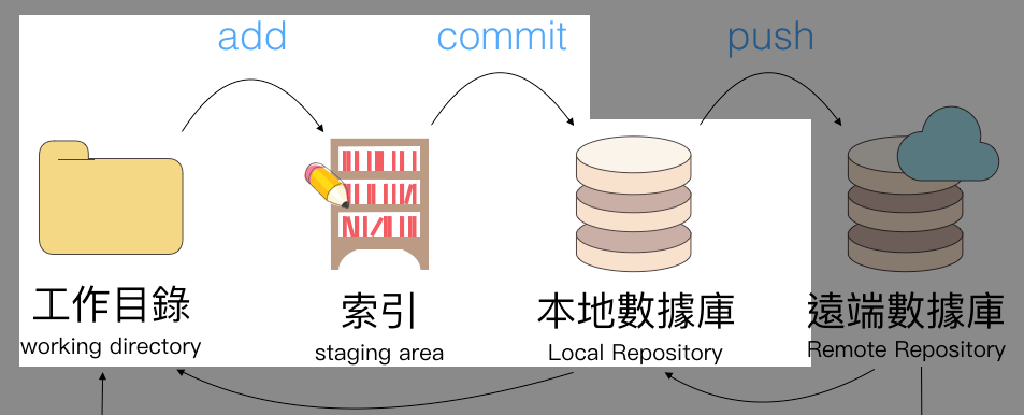 add
commit
push
工作目錄
working directory
索引
staging area
本地數據庫
Local Repository
遠端數據庫
Remote Repository